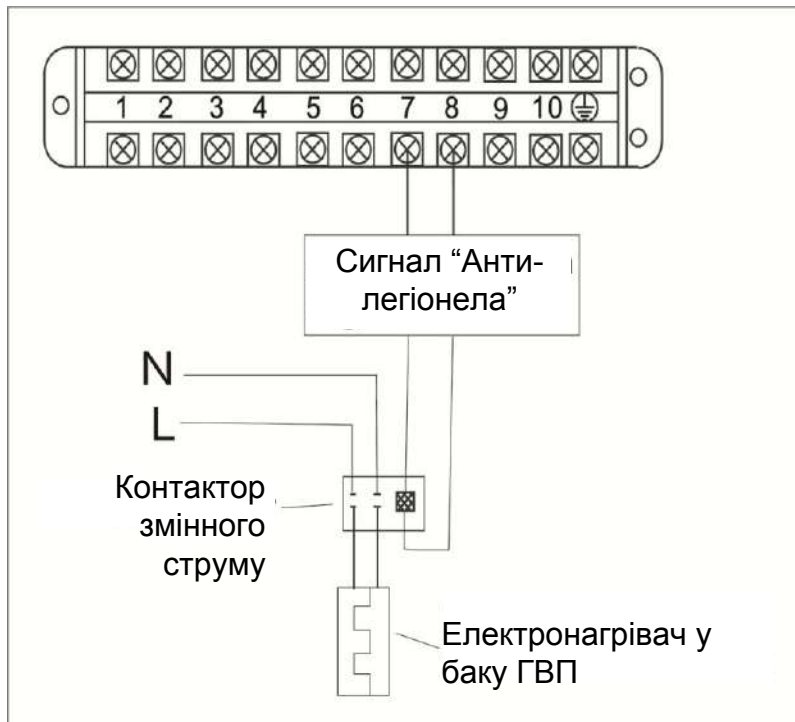 1 2 3 4 5 6 7 8 9 10
Сигнал “Анти-
легіонела”
N
L
Контактор
змінного
струму
Електронагрівач у
баку ГВП